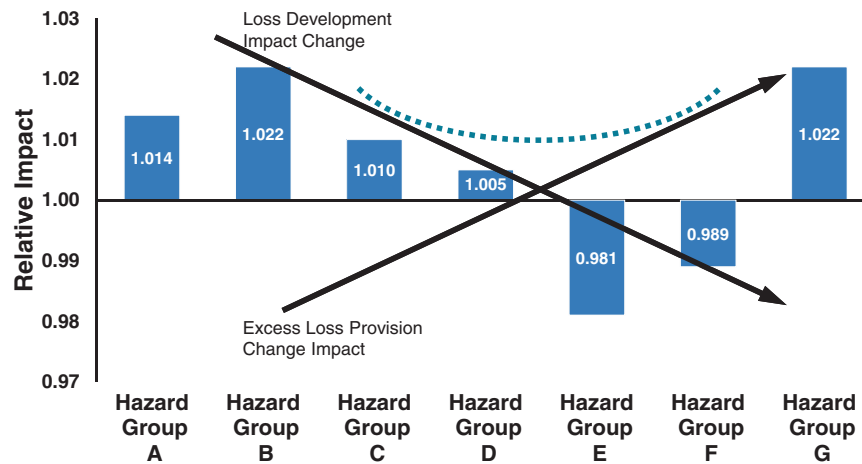 Loss Development
Impact Change
Relative Impact
1.03
1.02
1.01
1.00
0.99
0.98
0.97
1.014
1.022
1.010
1.005
0.981
0.989
1.022
Excess Loss Provision
Change Impact
Hazard
Group
A
Hazard
Group
B
Hazard
Group
C
Hazard
Group
D
Hazard
Group
E
Hazard
Group
F
Hazard
Group
G